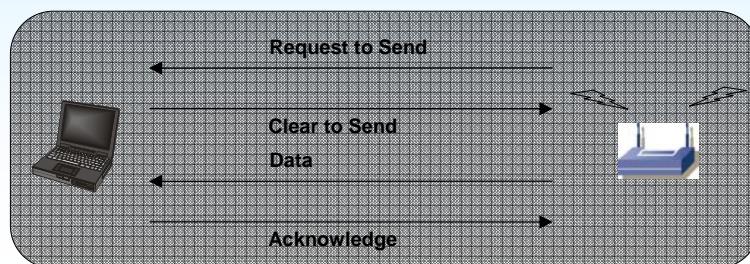 Request to Send
Clear to Send
Data
Acknowledge